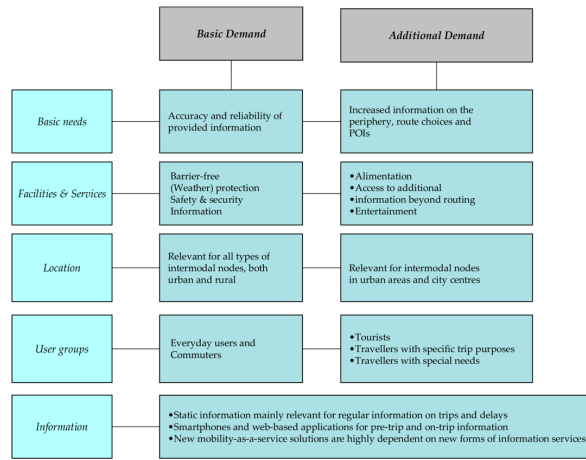 Basic Demand
Additional Demand
Basic needs
Accuracy and reliability of
provided information
Increased information on the
periphery, route choices and
POIs
Facilities & Services
Barrier-free
(Weather) protection
Safety & security
Information
•Alimentation
•Access to additional
•information beyond routing
•Entertainment
Location
Relevant for all types of
intermodal nodes, both
urban and rural
Relevant for intermodal nodes
in urban areas and city centres
User groups
Everyday users and
Commuters
•Tourists
•Travellers with specific trip purposes
•Travellers with special needs
Information
•Static information mainly relevant for regular information on trips and delays
•Smartphones and web-based applications for pre-trip and on-trip information
•New mobility-as-a-service solutions are highly dependent on new forms of information services